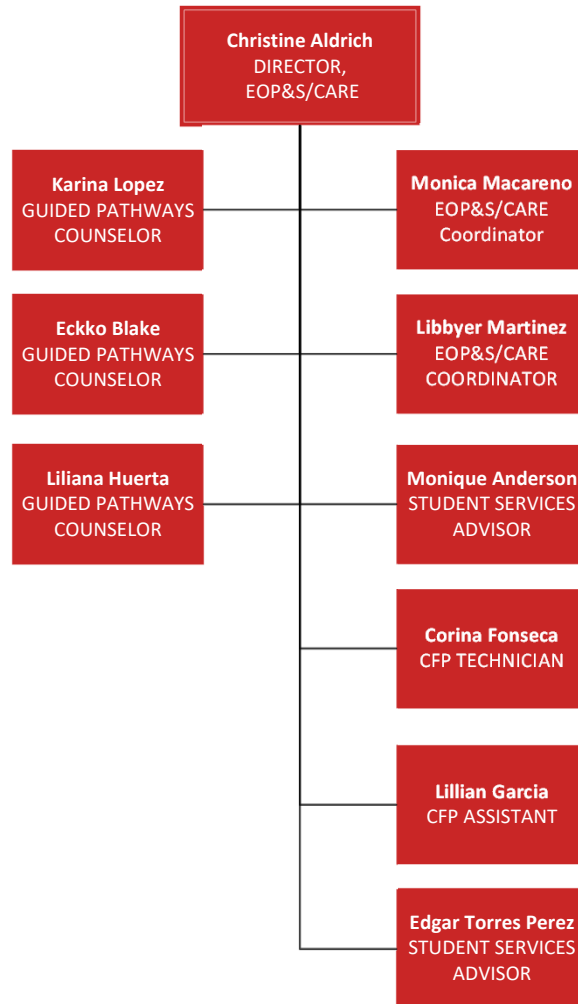 Christine Aldrich
DIRECTOR,
EOP&S/CARE
Karina Lopez
GUIDED PATHWAYS
COUNSELOR
Monica Macareno
EOP&S/CARE
Coordinator
Eckko Blake
GUIDED PATHWAYS
COUNSELOR
Libbyer Martinez
EOP&S/CARE
COORDINATOR
Liliana Huerta
GUIDED PATHWAYS
COUNSELOR
Monique Anderson
STUDENT SERVICES
ADVISOR
Corina Fonseca
CFP TECHNICIAN
Lillian Garcia
CFP ASSISTANT
Edgar Torres Perez
STUDENT SERVICES
ADVISOR